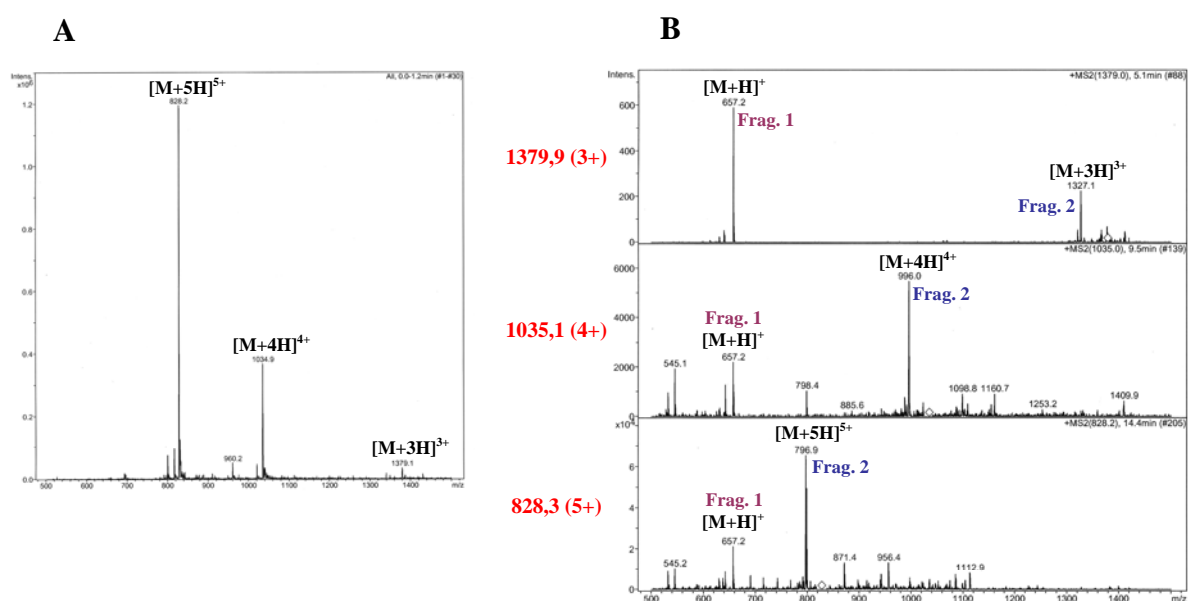 A
Intens.
x10⁶
All, 0.0-1.2min (#1-#30)
[M+5H]⁵⁺
828.2
1.2
1.0
0.8
0.6
0.4
0.2
0.0
[M+4H]⁴⁺
1034.9
960.2
[M+3H]³⁺
1379.1
500 600 700 800 900 1000 1100 1200 1300 1400 m/z
1379,9 (3+)
1035,1 (4+)
828,3 (5+)
B
Intens.
+MS2(1379.0), 5.1min (#88)
[M+H]⁺
657.2
Frag. 1
600
400
200
0
[M+3H]³⁺
1327.1
Frag. 2
+MS2(1035.0), 9.5min (#139)
[M+4H]⁴⁺
996.0
Frag. 2
Frag. 1
[M+H]⁺
657.2
545.1
798.4
885.6
1098.8
1160.7
1253.2
1409.9
6000
4000
2000
0
x10⁴
+MS2(828.2), 14.4min (#205)
[M+5H]⁵⁺
796.9
Frag. 2
Frag. 1
[M+H]⁺
657.2
545.2
871.4
956.4
1112.9
6
4
2
0
500 600 700 800 900 1000 1100 1200 1300 1400 m/z